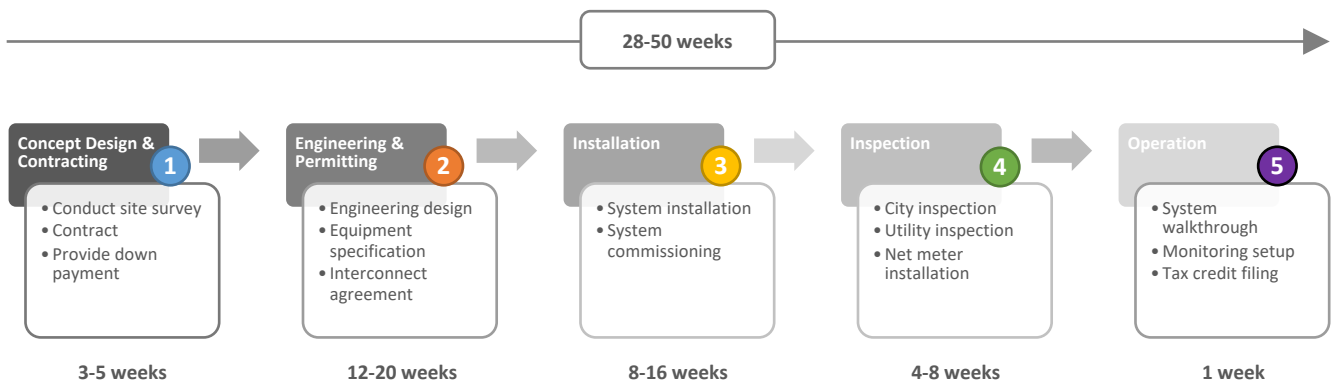 28-50 weeks
Concept Design &
Contracting
1
• Conduct site survey
• Contract
• Provide down
payment
3-5 weeks
Engineering &
Permitting
2
• Engineering design
• Equipment
specification
• Interconnect
agreement
12-20 weeks
Installation
3
• System installation
• System
commissioning
8-16 weeks
Inspection
4
• City inspection
• Utility inspection
• Net meter
installation
4-8 weeks
Operation
5
• System
walkthrough
• Monitoring setup
• Tax credit filing
1 week